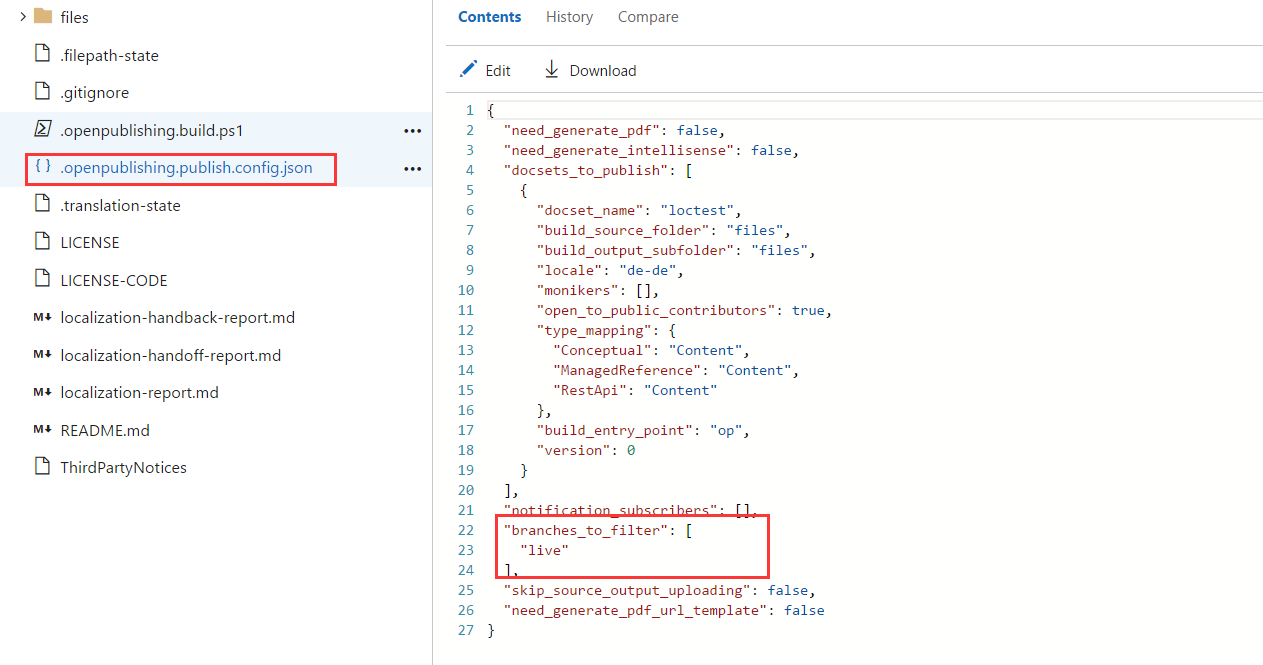 files
.filepath-state
.gitignore
.openpublishing.build.ps1
{ } .openpublishing.publish.config.json
.translation-state
LICENSE
LICENSE-CODE
M↓ localization-handback-report.md
M↓ localization-handoff-report.md
M↓ localization-report.md
M↓ README.md
ThirdPartyNotices
Contents History Compare
Edit Download
1 {
2   "need_generate_pdf": false,
3   "need_generate_intellisense": false,
4   "docsets_to_publish": [
5     {
6       "docset_name": "loctest",
7       "build_source_folder": "files",
8       "build_output_subfolder": "files",
9       "locale": "de-de",
10       "monikers": [],
11       "open_to_public_contributors": true,
12       "type_mapping": {
13         "Conceptual": "Content",
14         "ManagedReference": "Content",
15         "RestApi": "Content"
16       },
17       "build_entry_point": "op",
18       "version": 0
19     }
20   ],
21   "notification_subscribers": [],
22   "branches_to_filter": [
23     "live"
24   ],
25   "skip_source_output_uploading": false,
26   "need_generate_pdf_url_template": false
27 }